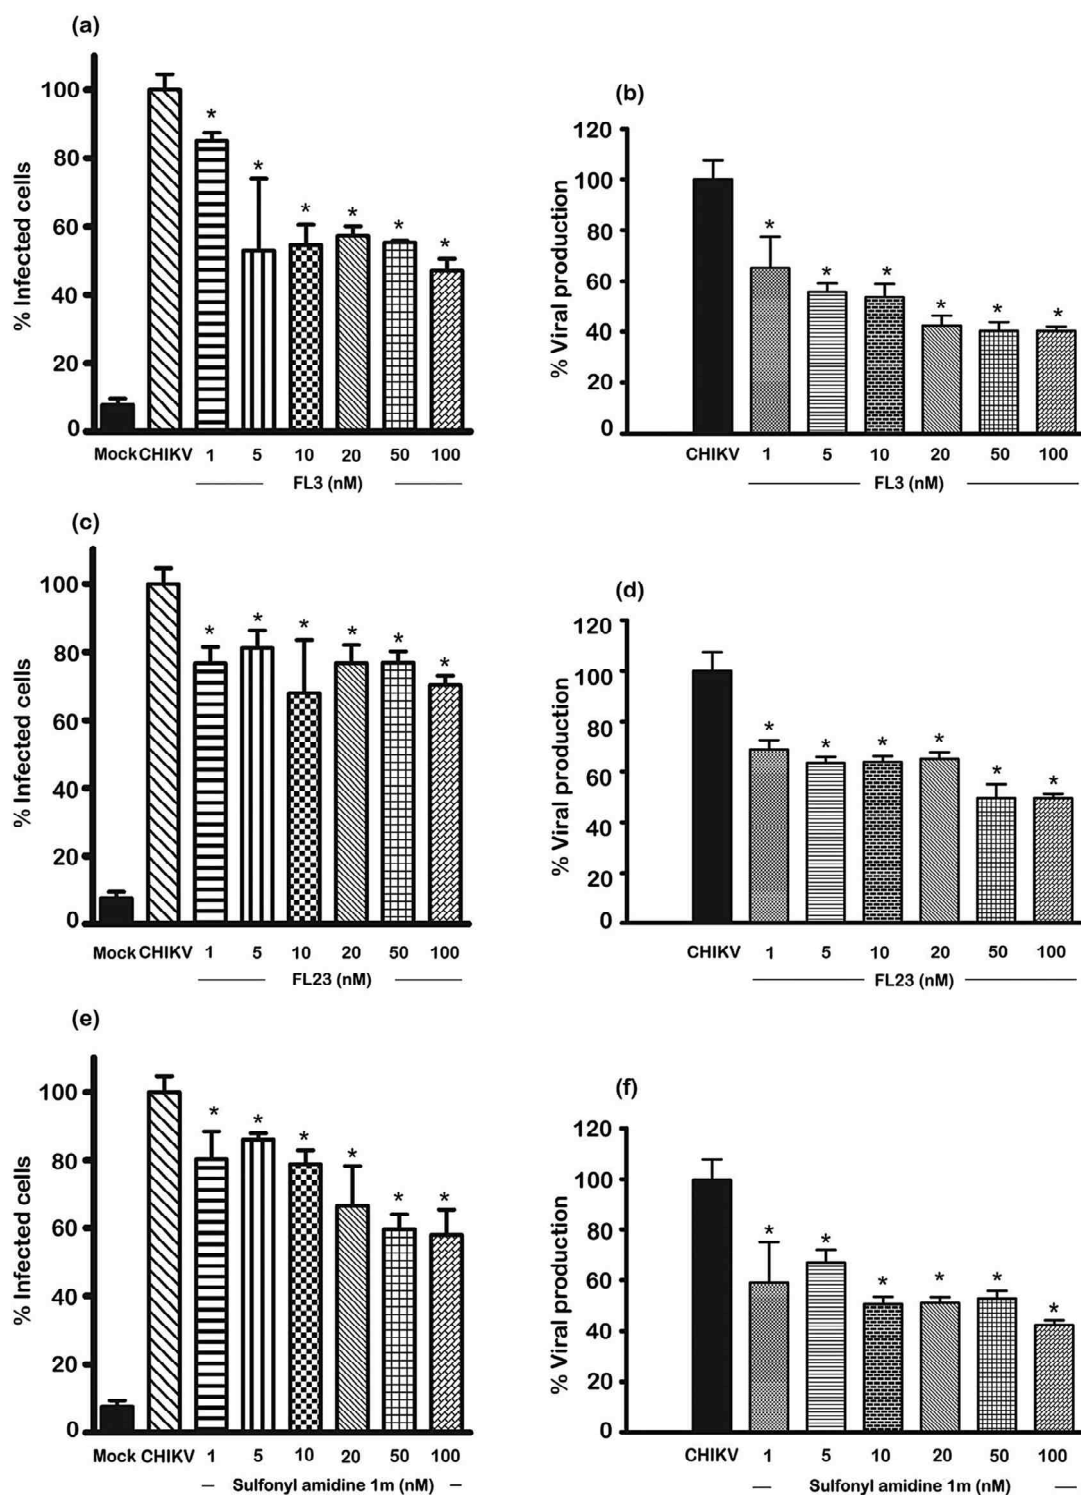 (a)
% Infected cells
100
80
60
40
20
0
* * * * * *
Mock CHIKV 1 5 10 20 50 100
FL3 (nM)
(b)
% Viral production
120
100
80
60
40
20
0
* * * * * *
CHIKV 1 5 10 20 50 100
FL3 (nM)
(c)
% Infected cells
100
80
60
40
20
0
* * * * * *
Mock CHIKV 1 5 10 20 50 100
FL23 (nM)
(d)
% Viral production
120
100
80
60
40
20
0
* * * * * *
CHIKV 1 5 10 20 50 100
FL23 (nM)
(e)
% Infected cells
100
80
60
40
20
0
* * * * * *
Mock CHIKV 1 5 10 20 50 100
Sulfonyl amidine 1m (nM)
(f)
% Viral production
120
100
80
60
40
20
0
* * * * * *
CHIKV 1 5 10 20 50 100
Sulfonyl amidine 1m (nM)